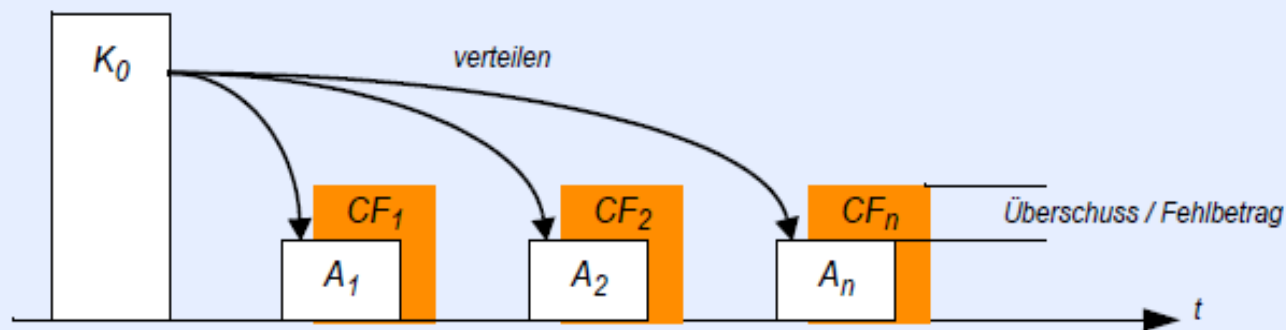 K₀
verteilen
CF₁
CF₂
CFₙ
Überschuss / Fehlbetrag
A₁
A₂
Aₙ
t